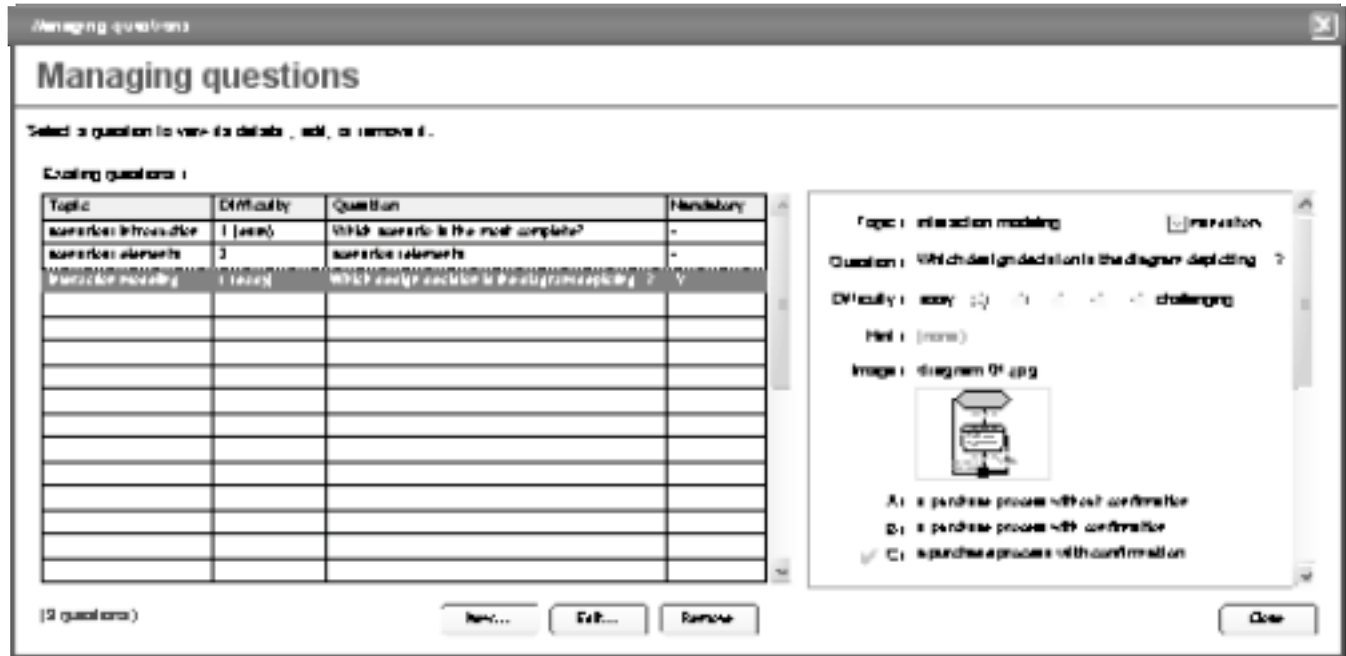 Managing questions
Managing questions
Select a question to view its details, edit, or remove it.
Existing questions:
Topic Difficulty Question Mandatory
scenarios: introduction 1 (easy) Which scenario is the most complete? -
scenarios: elements scenarios: elements -
interaction modeling 1 (easy) Which design decision is the diagram depicting ? Y
(3 questions)
New... Edit... Remove
Topic: interaction modeling mandatory
Question: Which design decision is the diagram depicting ?
Difficulty: easy challenging
Hint: (none)
Image: diagram 01.jpg
A: a purchase process without confirmation
B: a purchase process with confirmation
C: a purchase process with confirmation
Close